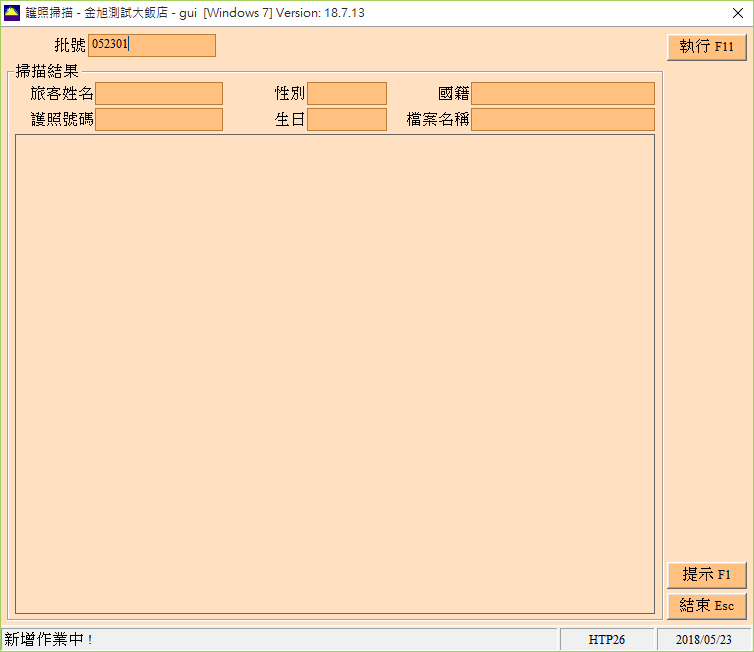 護照掃描 - 金旭測試大飯店 - gui [Windows 7] Version: 18.7.13
批號 052301 執行 F11
掃描結果
旅客姓名 性別 國籍
護照號碼 生日 檔案名稱
提示 F1
結束 Esc
新增作業中 ! HTP26 2018/05/23